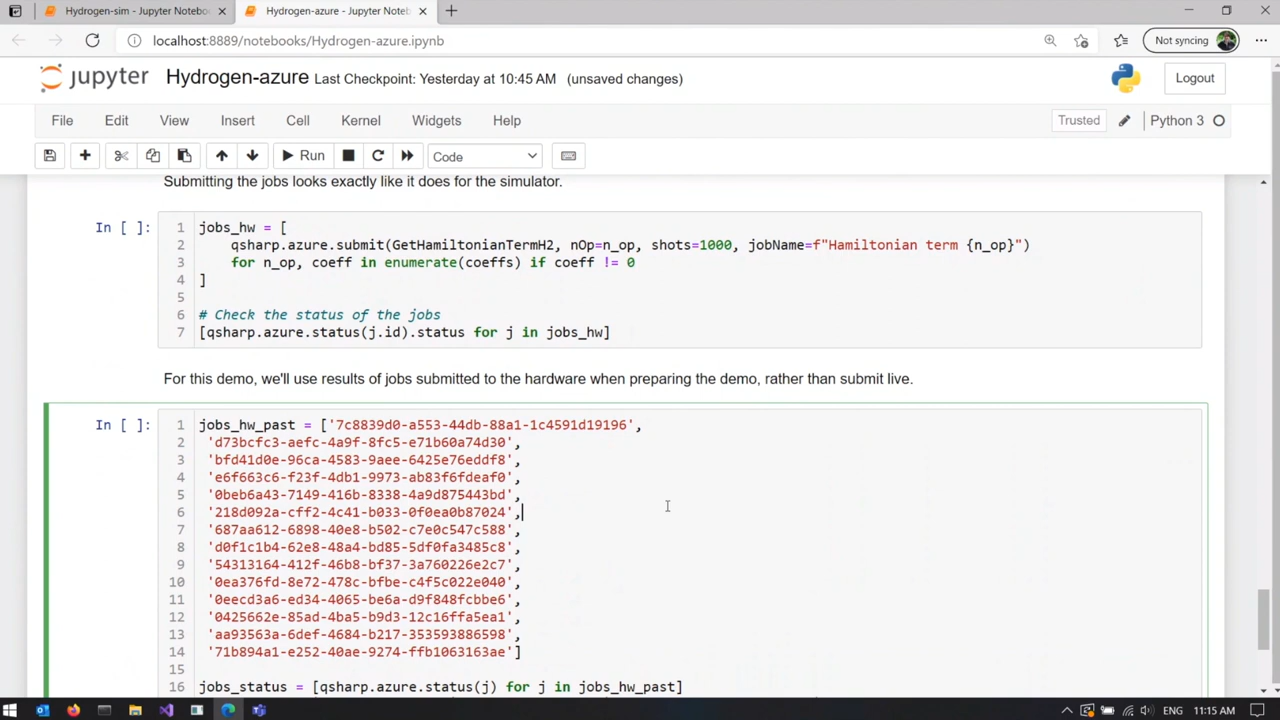 Hydrogen-sim - Jupyter Notebo
Hydrogen-azure - Jupyter Noteb
localhost:8889/notebooks/Hydrogen-azure.ipynb
Not syncing
jupyter Hydrogen-azure Last Checkpoint: Yesterday at 10:45 AM (unsaved changes)
Logout
File Edit View Insert Cell Kernel Widgets Help
Trusted
Python 3
Run
Code
Submitting the jobs looks exactly like it does for the simulator.
In [ ]:
1 jobs_hw = [
2 qsharp.azure.submit(GetHamiltonianTermH2, nOp=n_op, shots=1000, jobName=f"Hamiltonian term {n_op}")
3 for n_op, coeff in enumerate(coeffs) if coeff != 0
4 ]
5
6 # Check the status of the jobs
7 [qsharp.azure.status(j.id).status for j in jobs_hw]
For this demo, we'll use results of jobs submitted to the hardware when preparing the demo, rather than submit live.
In [ ]:
1 jobs_hw_past = ['7c8839d0-a553-44db-88a1-1c4591d19196',
2 'd73bcfc3-aefc-4a9f-8fc5-e71b60a74d30',
3 'bfd41d0e-96ca-4583-9aee-6425e76eddf8',
4 'e6f663c6-f23f-4db1-9973-ab83f6fdeaf0',
5 '0beb6a43-7149-416b-8338-4a9d875443bd',
6 '218d092a-cff2-4c41-b033-0f0ea0b87024',
7 '687aa612-6898-40e8-b502-c7e0c547c588',
8 'd0f1c1b4-62e8-48a4-bd85-5df0fa3485c8',
9 '54313164-412f-46b8-bf37-3a760226e2c7',
10 '0ea376fd-8e72-478c-bfbe-c4f5c022e040',
11 '0eecd3a6-ed34-4065-be6a-d9f848fcbbe6',
12 '0425662e-85ad-4ba5-b9d3-12c16ffa5ea1',
13 'aa93563a-6def-4684-b217-353593886598',
14 '71b894a1-e252-40ae-9274-ffb1063163ae']
15
16 jobs_status = [qsharp.azure.status(j) for j in jobs_hw_past]
ENG 11:15 AM